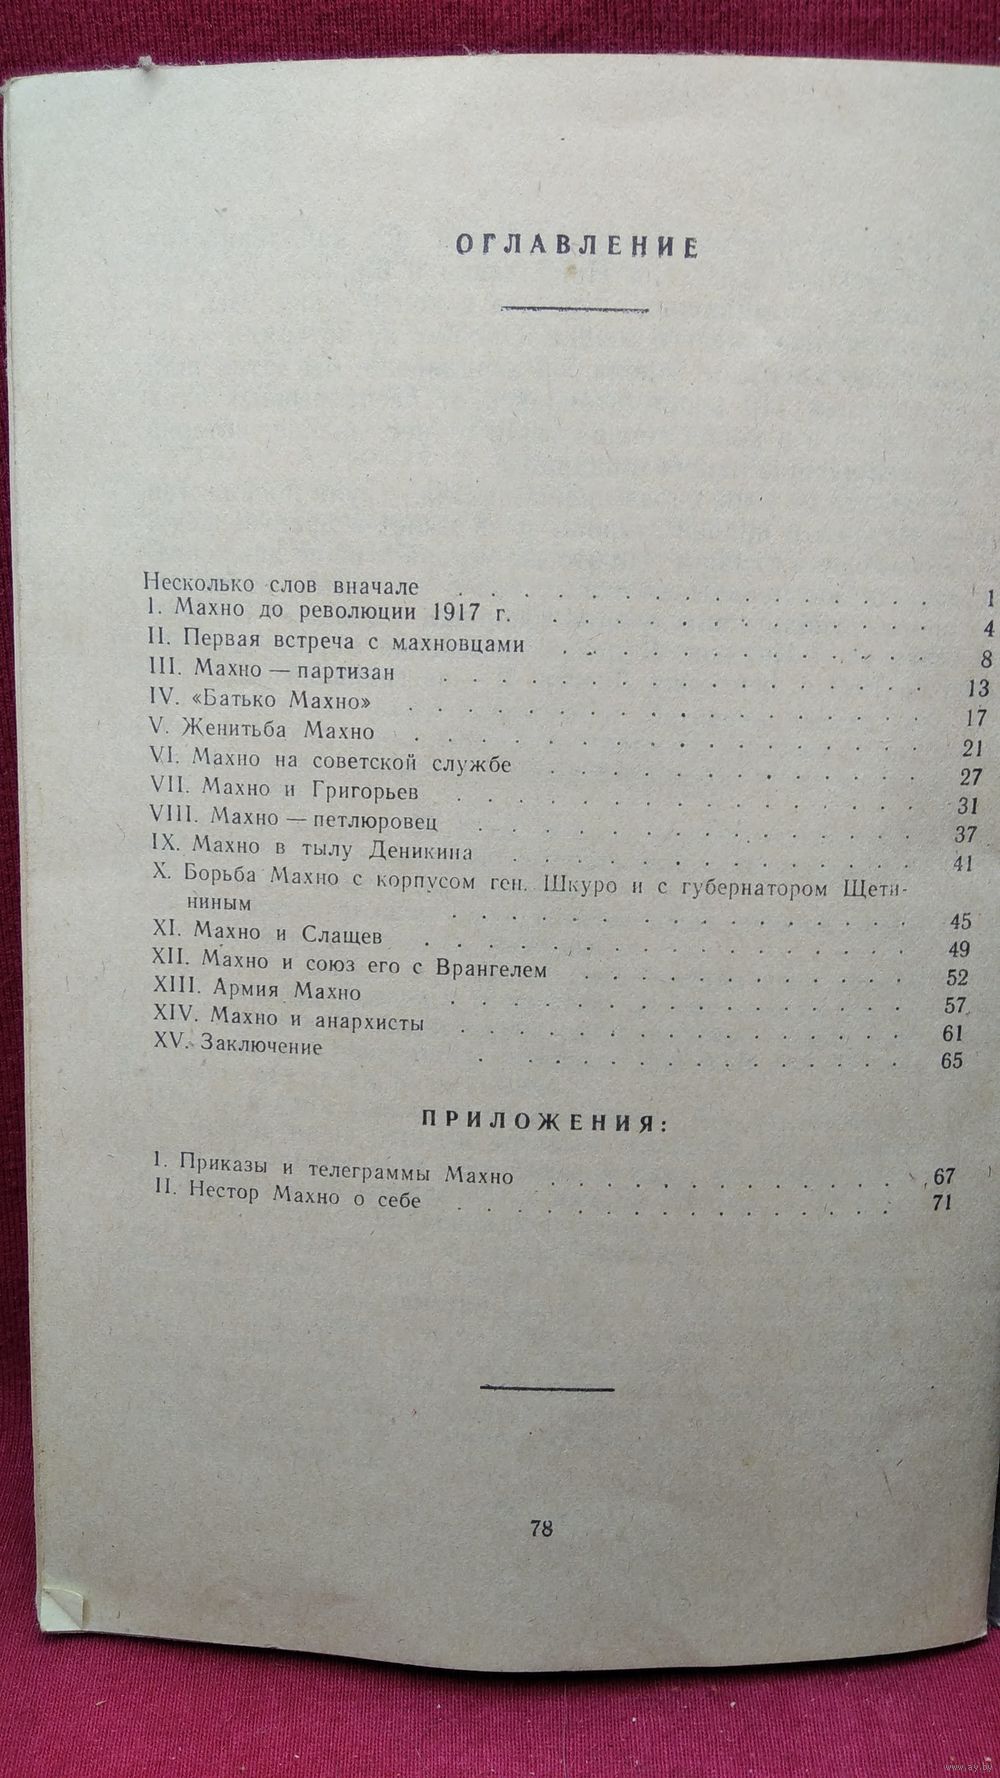 ОГЛАВЛЕНИЕ
Несколько слов вначале . . . . . . . . . . . . . . 1
I. Махно до революции 1917 г. . . . . . . . . . . . . 4
II. Первая встреча с махновцами . . . . . . . . . . . 8
III. Махно — партизан . . . . . . . . . . . . . . 13
IV. «Батько Махно» . . . . . . . . . . . . . . . 17
V. Женитьба Махно . . . . . . . . . . . . . . . 21
VI. Махно на советской службе . . . . . . . . . . . 27
VII. Махно и Григорьев . . . . . . . . . . . . . . 31
VIII. Махно — петлюровец . . . . . . . . . . . . . 37
IX. Махно в тылу Деникина . . . . . . . . . . . . 41
X. Борьба Махно с корпусом ген. Шкуро и с губернатором Щети-
ниным . . . . . . . . . . . . . . 45
XI. Махно и Слащев . . . . . . . . . . . . . . . 49
XII. Махно и союз его с Врангелем . . . . . . . . . . 52
XIII. Армия Махно . . . . . . . . . . . . . . 57
XIV. Махно и анархисты . . . . . . . . . . . . . . 61
XV. Заключение . . . . . . . . . . . . . 65
ПРИЛОЖЕНИЯ:
I. Приказы и телеграммы Махно . . . . . . . . . . . 67
II. Нестор Махно о себе . . . . . . . . . . . . . . 71
78
www.ay.by